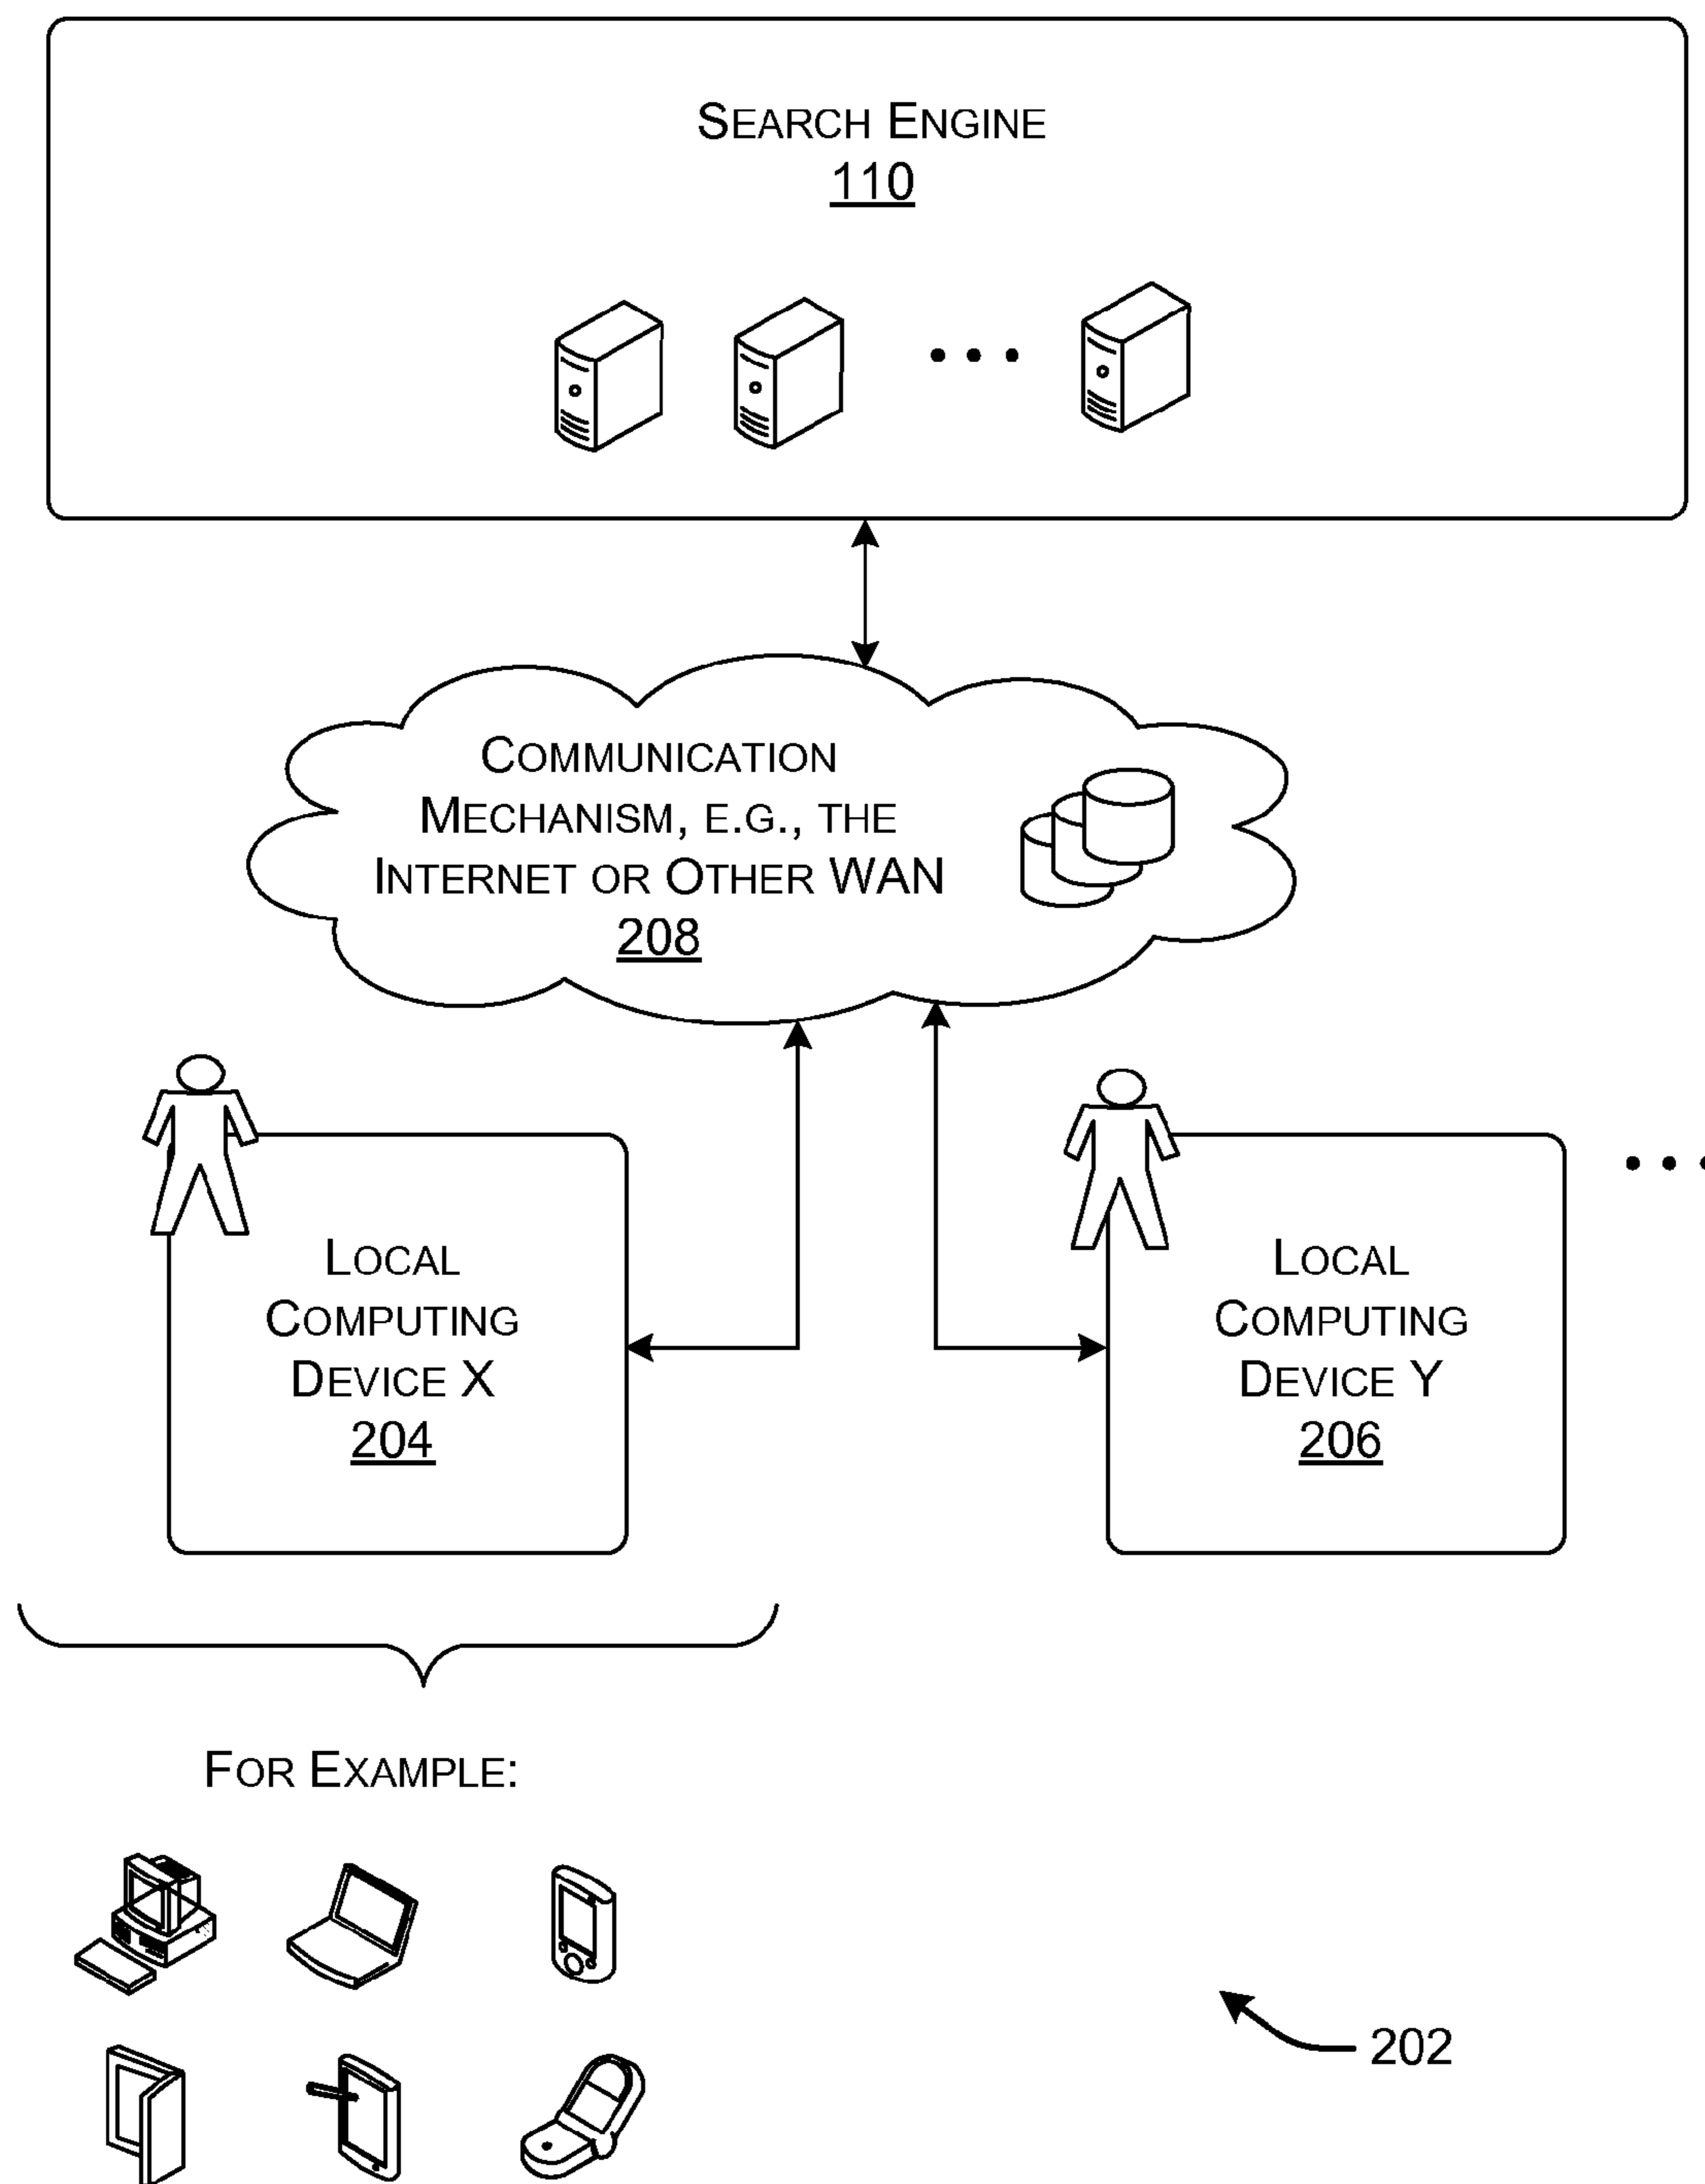 SEARCH ENGINE
110
COMMUNICATION
MECHANISM, E.G., THE
INTERNET OR OTHER WAN
208
LOCAL
COMPUTING
DEVICE X
204
LOCAL
COMPUTING
DEVICE Y
206
FOR EXAMPLE:
202